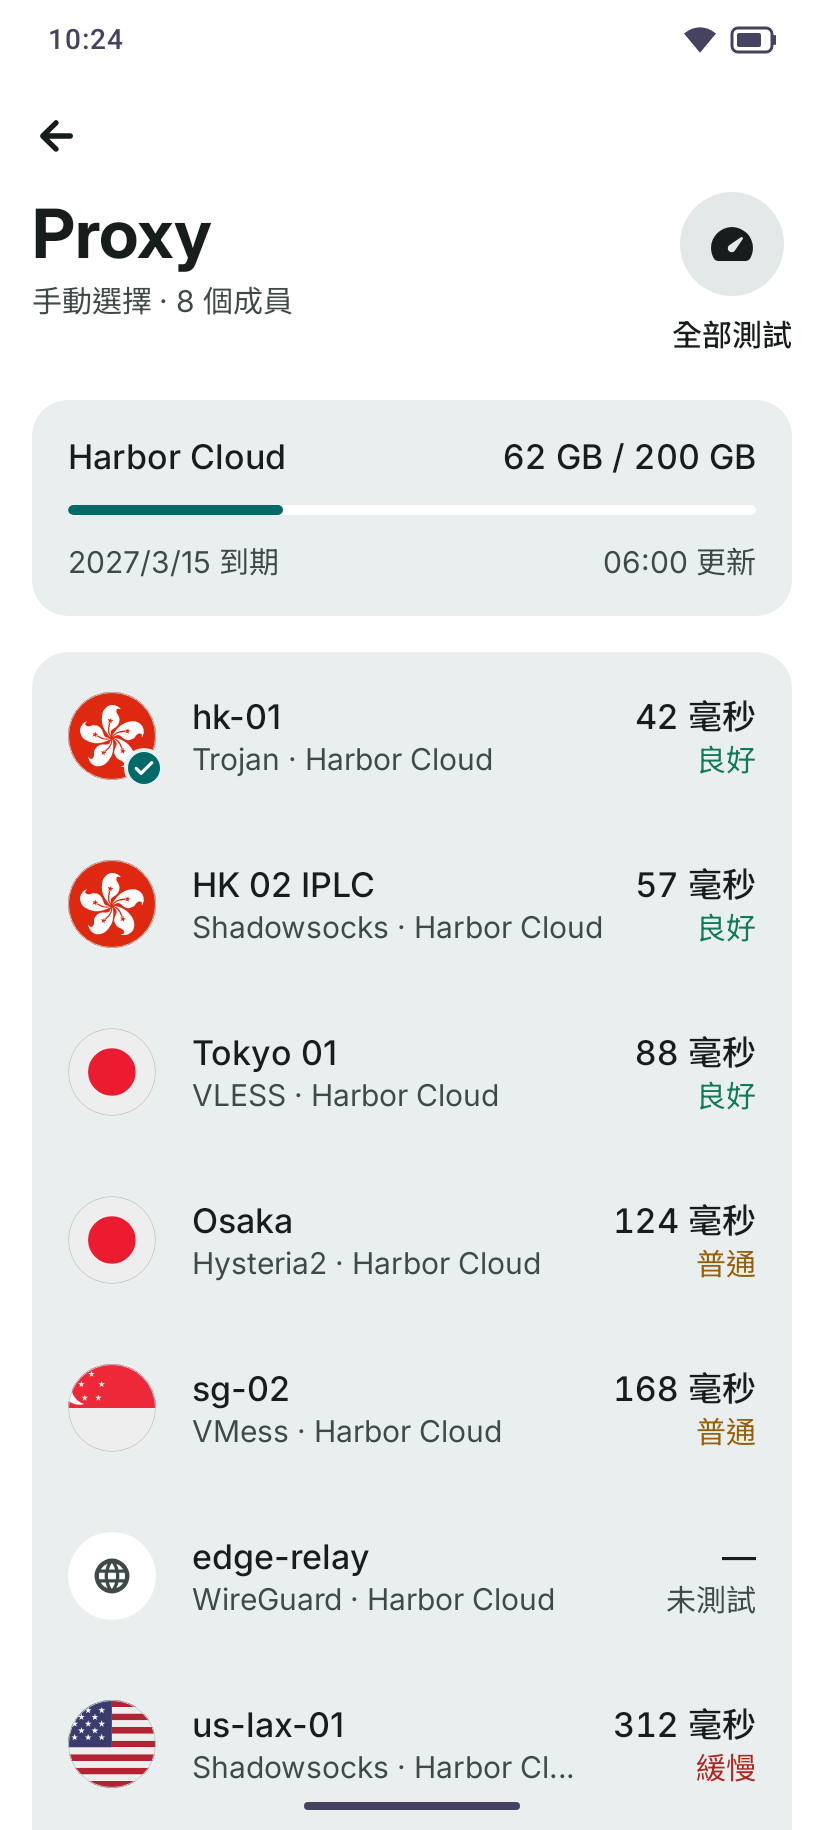 10:24
Proxy
手動選擇 · 8 個成員
全部測試
Harbor Cloud
62 GB / 200 GB
2027/3/15 到期
06:00 更新
hk-01
42 毫秒
Trojan · Harbor Cloud
良好
HK 02 IPLC
57 毫秒
Shadowsocks · Harbor Cloud
良好
Tokyo 01
88 毫秒
VLESS · Harbor Cloud
良好
Osaka
124 毫秒
Hysteria2 · Harbor Cloud
普通
sg-02
168 毫秒
VMess · Harbor Cloud
普通
edge-relay
—
WireGuard · Harbor Cloud
未測試
us-lax-01
312 毫秒
Shadowsocks · Harbor Cl...
緩慢